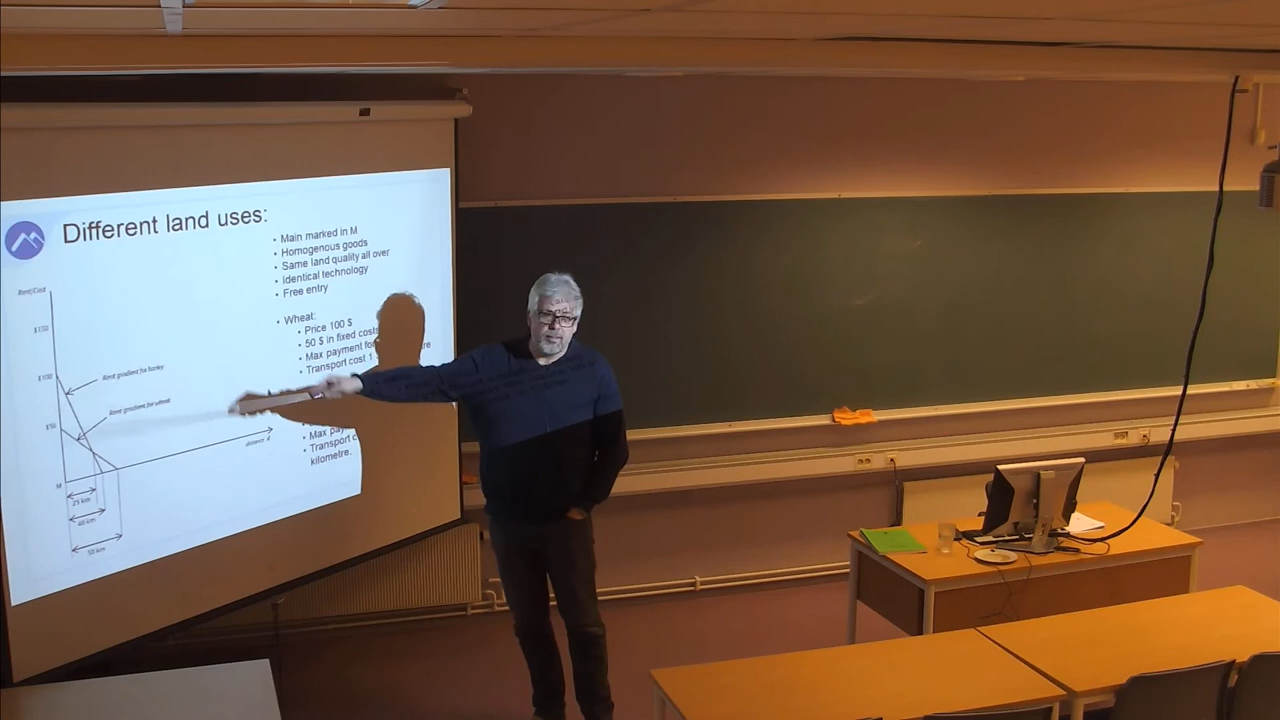 Different land uses:
• Main marked in M
• Homogenous goods
• Same land quality all over
• Identical technology
• Free entry
• Wheat:
• Price 100 $
• 50 $ in fixed costs
• Max payment for
• Transport cost 1
• Max pay
• Transport c
kilometre.
Rent/Cost
$150
$100
Rent gradient for barley
Rent gradient for wheat
$50
distance d
M
25 km
40 km
50 km